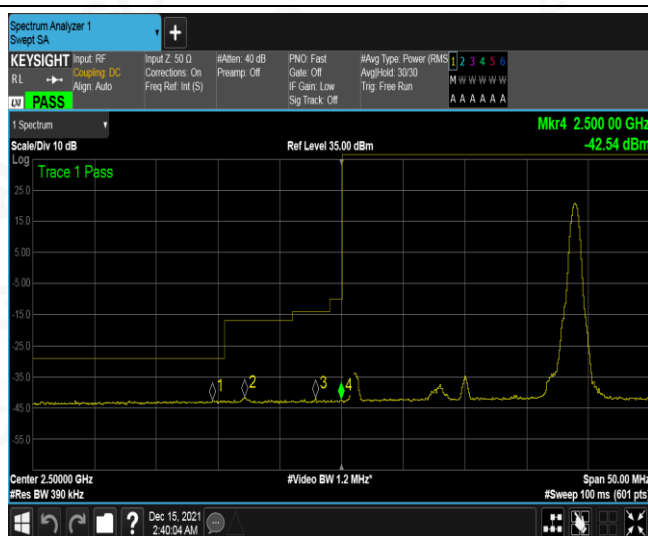 Spectrum Analyzer 1
Swept SA
+
KEYSIGHT Input: RF Input Z: 50 Ω #Atten: 40 dB PNO: Fast #Avg Type: Power (RMS 1 2 3 4 5 6
RL Coupling: DC Corrections: On Preamp: Off Gate: Off Avg|Hold: 30/30 M W W W W W
Align: Auto Freq Ref: Int (S) IF Gain: Low Trig: Free Run
Sig Track: Off A A A A A A
LXI PASS
1 Spectrum Mkr4 2.500 00 GHz
Scale/Div 10 dB Ref Level 35.00 dBm -42.54 dBm
Log
Trace 1 Pass
25.0
15.0
5.00
-5.00
-15.0
-25.0
-35.0
1 2 3 4
-45.0
-55.0
Center 2.50000 GHz #Video BW 1.2 MHz* Span 50.00 MHz
#Res BW 390 kHz #Sweep 100 ms (601 pts)
? Dec 15, 2021
2:40:04 AM